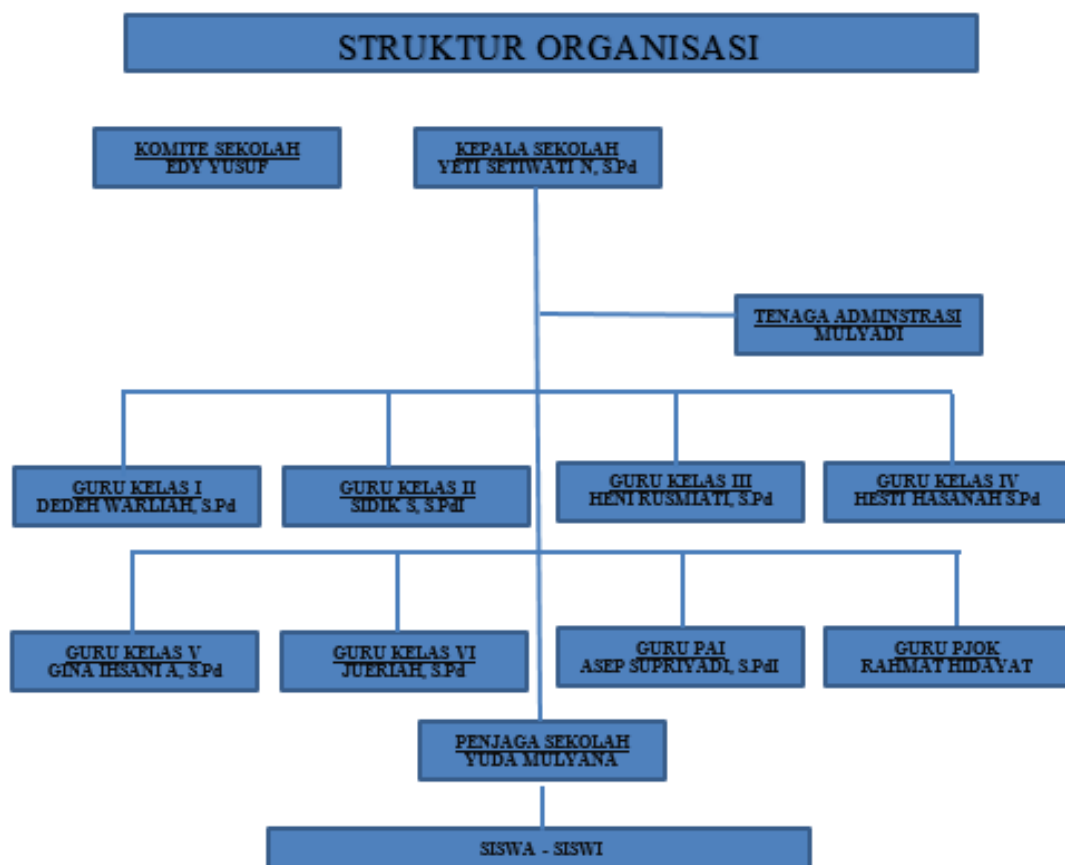 STRUKTUR ORGANISASI
KOMITE SEKOLAH
EDY YUSUF
KEPALA SEKOLAH
YETI SETIWATI N, S.Pd
TENAGA ADMINSTRASI
MULYADI
GURU KELAS I
DEDEH WARLIAH, S.Pd
GURU KELAS II
SIDIK S, S.PdI
GURU KELAS III
HENI RUSMIATI, S.Pd
GURU KELAS IV
HESTI HASANAH S.Pd
GURU KELAS V
GINA IHSANI A, S.Pd
GURU KELAS VI
JUERIAH, S.Pd
GURU PAI
ASEP SUPRIYADI, S.PdI
GURU PJOK
RAHMAT HIDAYAT
PENJAGA SEKOLAH
YUDA MULYANA
SISWA - SISWI